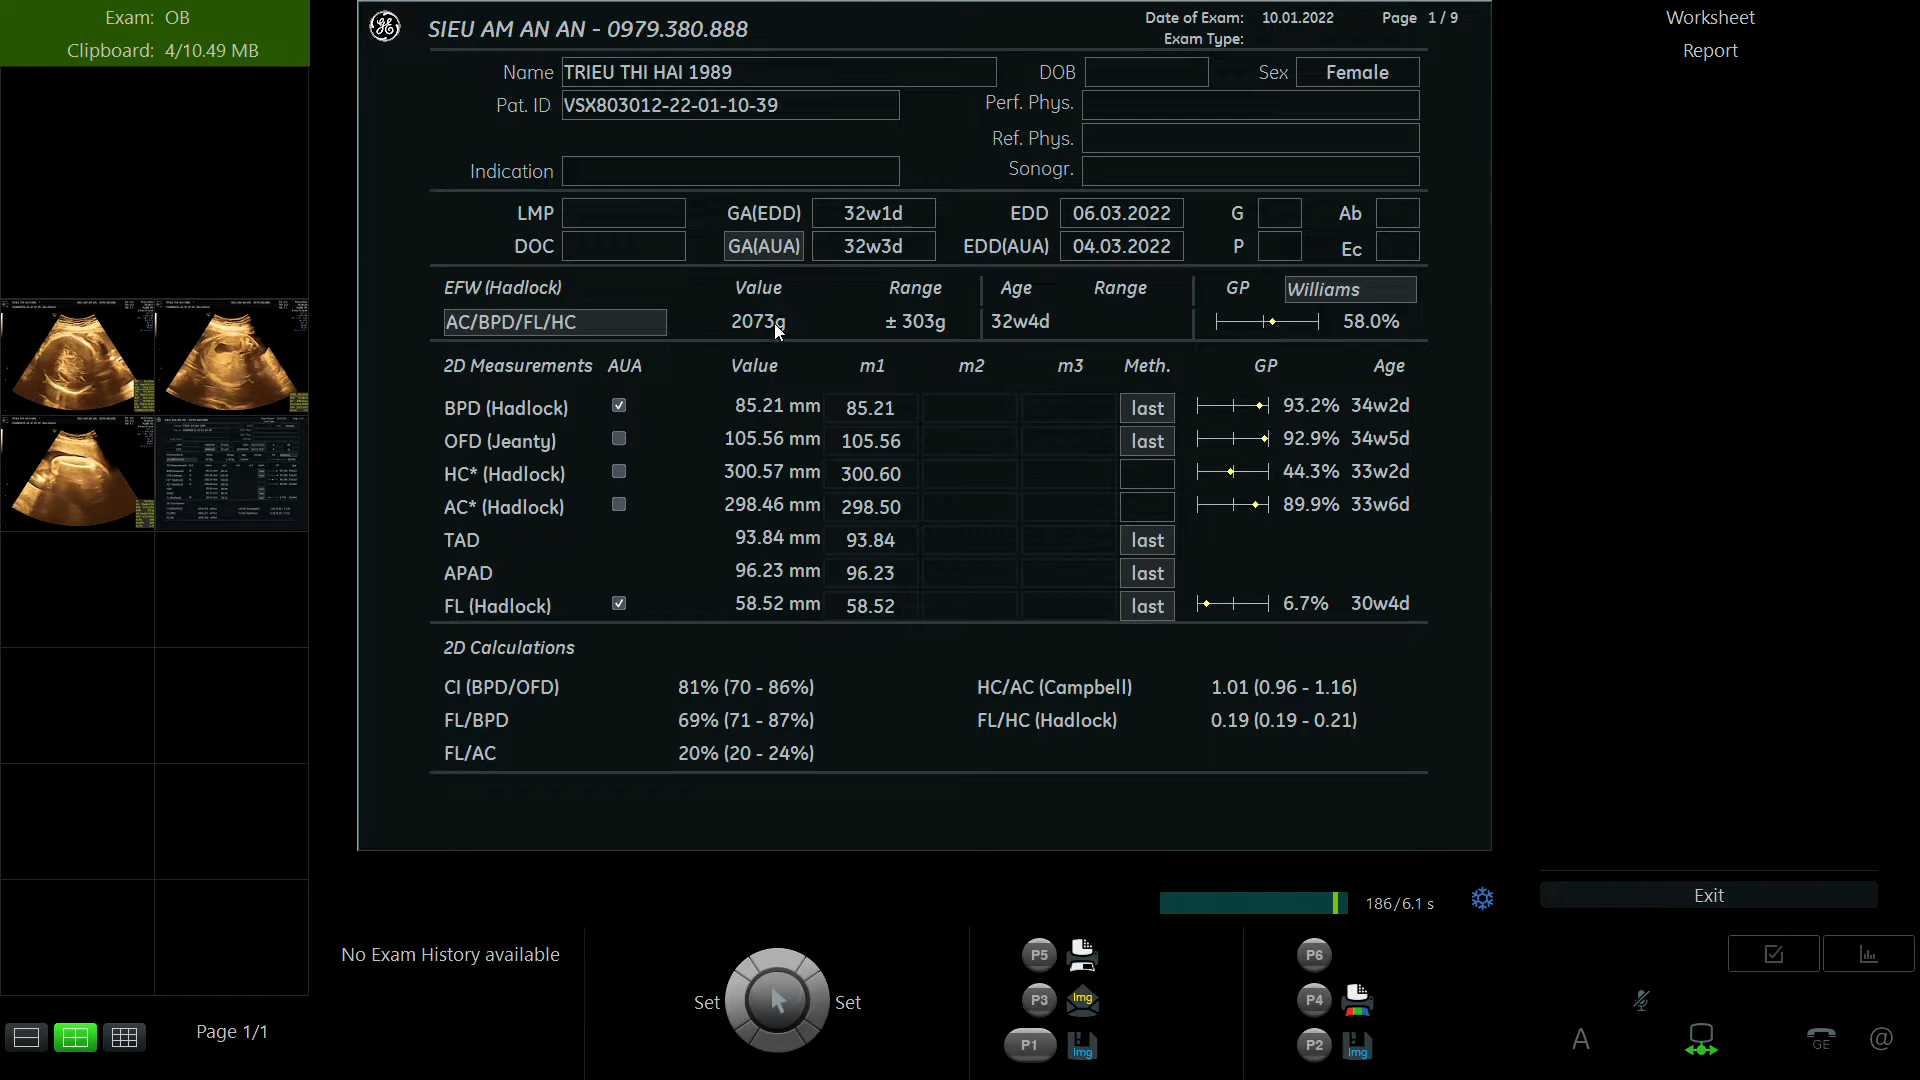 Exam: OB
Clipboard: 4/10.49 MB
SIEU AM AN AN - 0979.380.888
Date of Exam: 10.01.2022 Page 1 / 9
Exam Type:
Name TRIEU THI HAI 1989 DOB Sex Female
Pat. ID VSX803012-22-01-10-39 Perf. Phys.
Ref. Phys.
Indication Sonogr.
LMP GA(EDD) 32w1d EDD 06.03.2022 G Ab
DOC GA(AUA) 32w3d EDD(AUA) 04.03.2022 P Ec
EFW (Hadlock) Value Range Age Range GP Williams
AC/BPD/FL/HC 2073g ± 303g 32w4d 58.0%
2D Measurements AUA Value m1 m2 m3 Meth. GP Age
BPD (Hadlock) 85.21 mm 85.21 last 93.2% 34w2d
OFD (Jeanty) 105.56 mm 105.56 last 92.9% 34w5d
HC* (Hadlock) 300.57 mm 300.60 44.3% 33w2d
AC* (Hadlock) 298.46 mm 298.50 89.9% 33w6d
TAD 93.84 mm 93.84 last
APAD 96.23 mm 96.23 last
FL (Hadlock) 58.52 mm 58.52 last 6.7% 30w4d
2D Calculations
CI (BPD/OFD) 81% (70 - 86%) HC/AC (Campbell) 1.01 (0.96 - 1.16)
FL/BPD 69% (71 - 87%) FL/HC (Hadlock) 0.19 (0.19 - 0.21)
FL/AC 20% (20 - 24%)
Worksheet
Report
186/6.1 s
Exit
No Exam History available
Set Set
P5 P6
P3 Img P4
P1 Img P2 Img
Page 1/1
A GE @